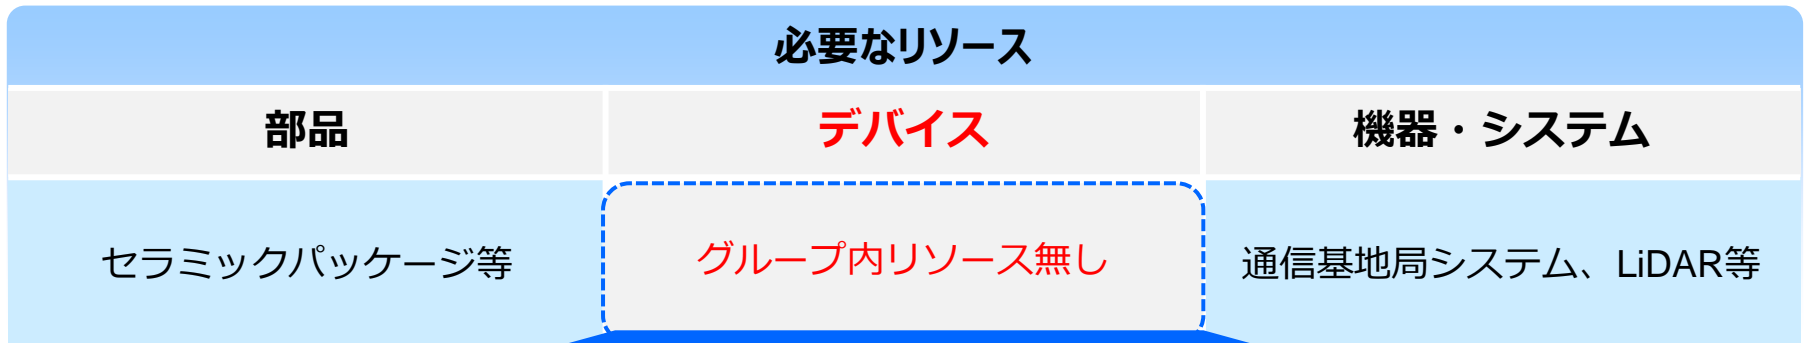 必要なリソース
部品
デバイス
機器・システム
セラミックパッケージ等
グループ内リソース無し
通信基地局システム、LiDAR等